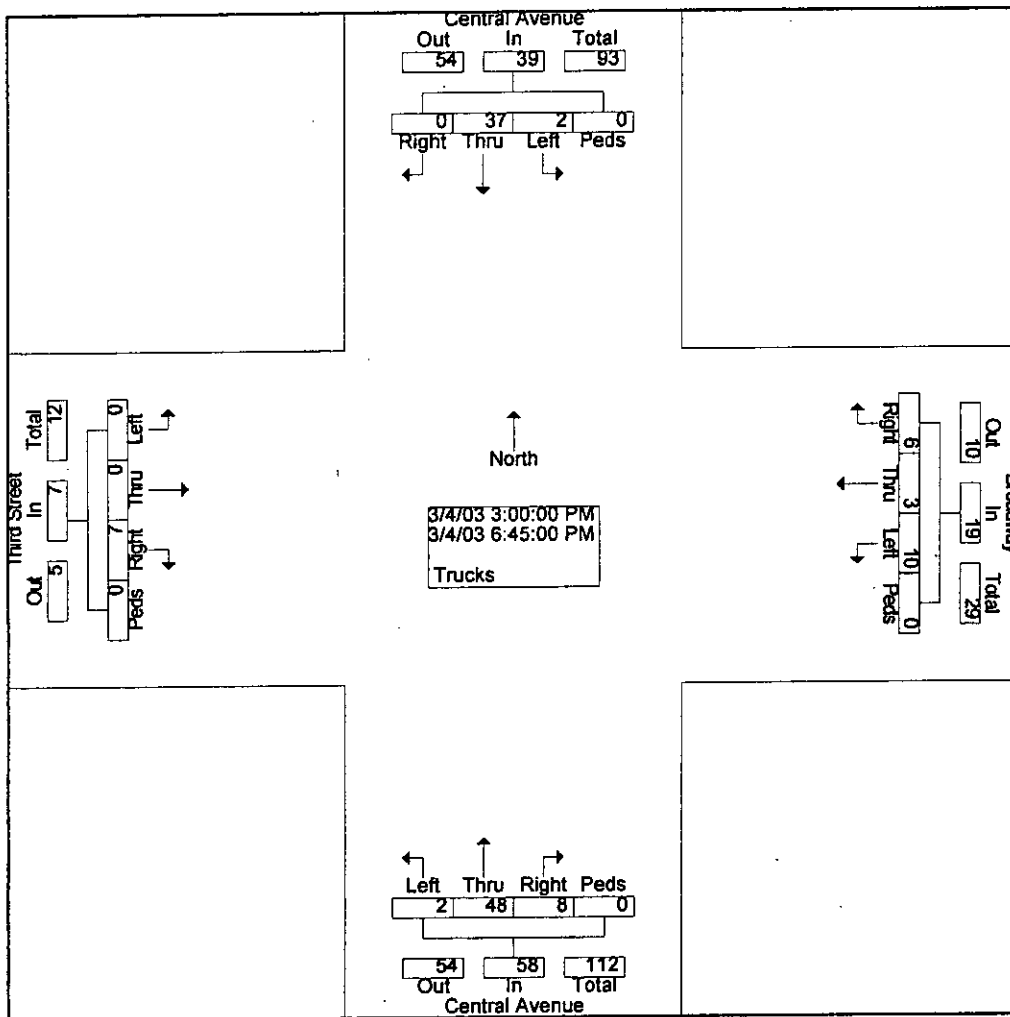 Central Avenue
Out In Total
54 39 93
0 37 2 0
Right Thru Left Peds
Third Street
Total In Out
12 7 5
0 0 7 0
Left Thru Right Peds
North
3/4/03 3:00:00 PM
3/4/03 6:45:00 PM
Trucks
Right Thru Left Peds
6 3 10 0
10 19 29
Out In Total
Left Thru Right Peds
2 48 8 0
54 58 112
Out In Total
Central Avenue